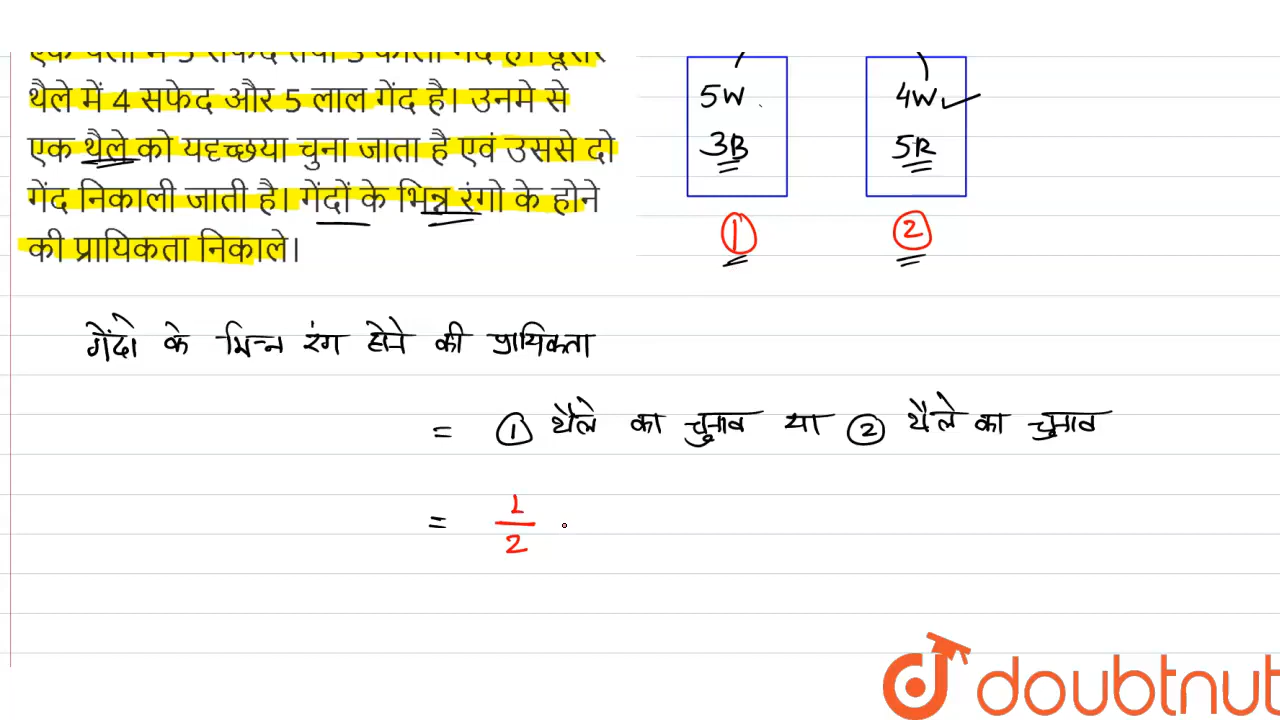 थैले में 4 सफेद और 5 लाल गेंद है। उनमे से
एक थैले को यदृच्छया चुना जाता है एवं उससे दो
गेंद निकाली जाती है। गेंदों के भिन्न रंगो के होने
की प्रायिकता निकाले।
5W
3B
1
4W
5R
2
गेंदो के भिन्न रंग होने की प्रायिकता
= 1 थैले का चुनाव या 2 थैले का चुनाव
= 1/2
doubtnut